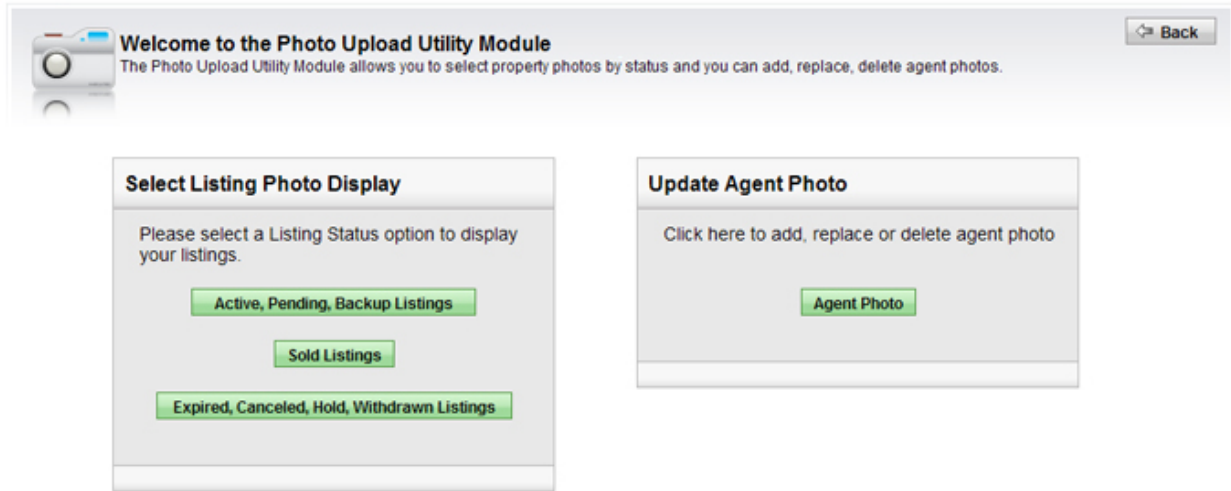 Back
Welcome to the Photo Upload Utility Module
The Photo Upload Utility Module allows you to select property photos by status and you can add, replace, delete agent photos.
Select Listing Photo Display
Please select a Listing Status option to display
your listings.
Active, Pending, Backup Listings
Sold Listings
Expired, Canceled, Hold, Withdrawn Listings
Update Agent Photo
Click here to add, replace or delete agent photo
Agent Photo